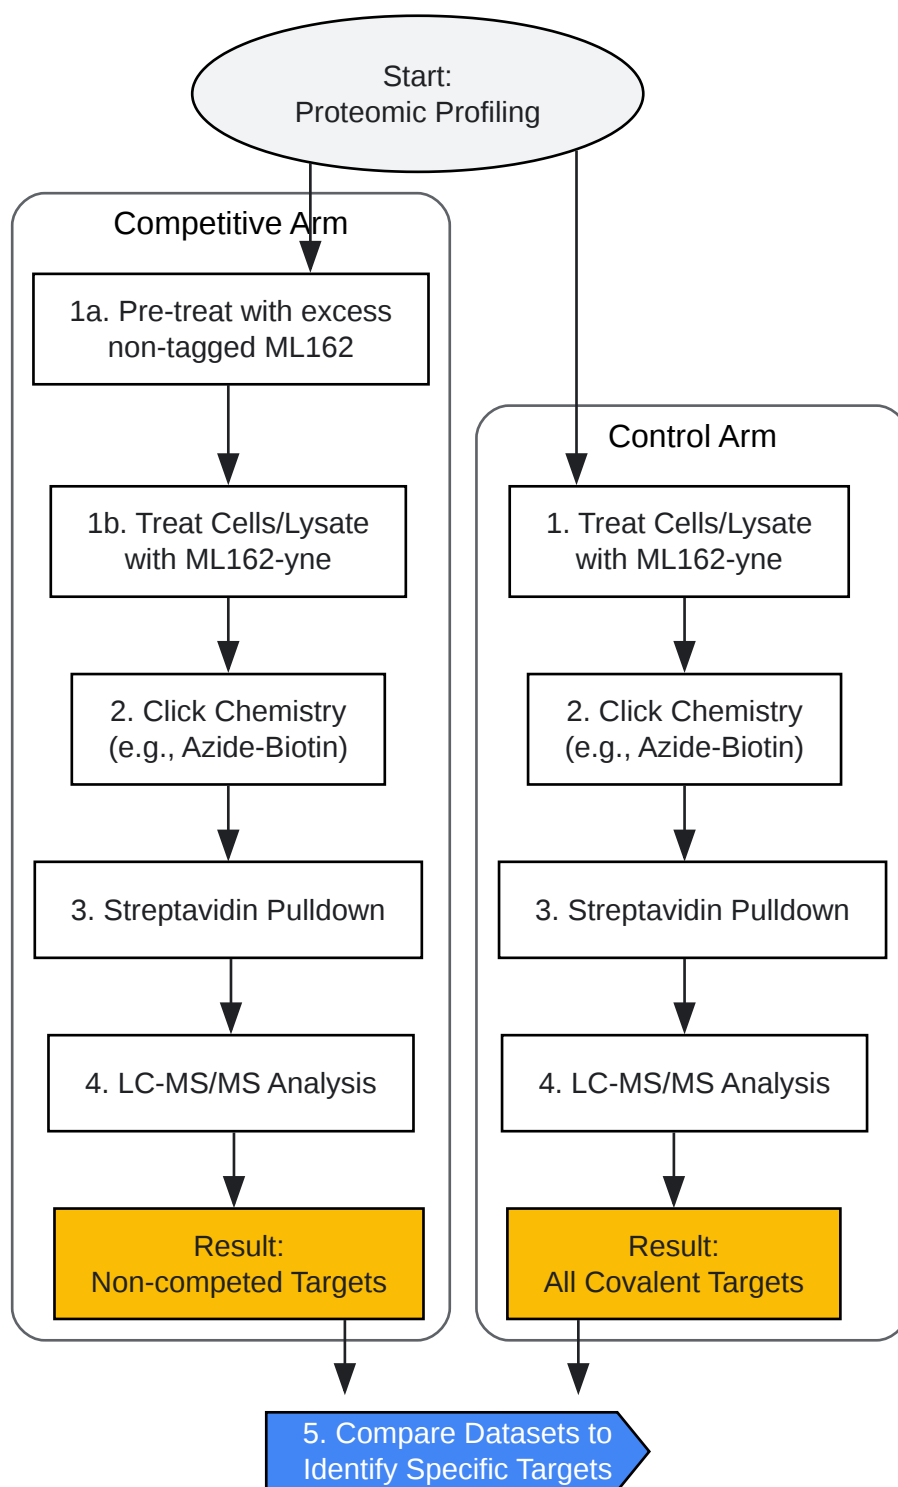 Start:
Proteomic Profiling
Competitive Arm
1a. Pre-treat with excess
non-tagged ML162
1b. Treat Cells/Lysate
with ML162-yne
2. Click Chemistry
(e.g., Azide-Biotin)
3. Streptavidin Pulldown
4. LC-MS/MS Analysis
Result:
Non-competed Targets
Control Arm
1. Treat Cells/Lysate
with ML162-yne
2. Click Chemistry
(e.g., Azide-Biotin)
3. Streptavidin Pulldown
4. LC-MS/MS Analysis
Result:
All Covalent Targets
5. Compare Datasets to
Identify Specific Targets